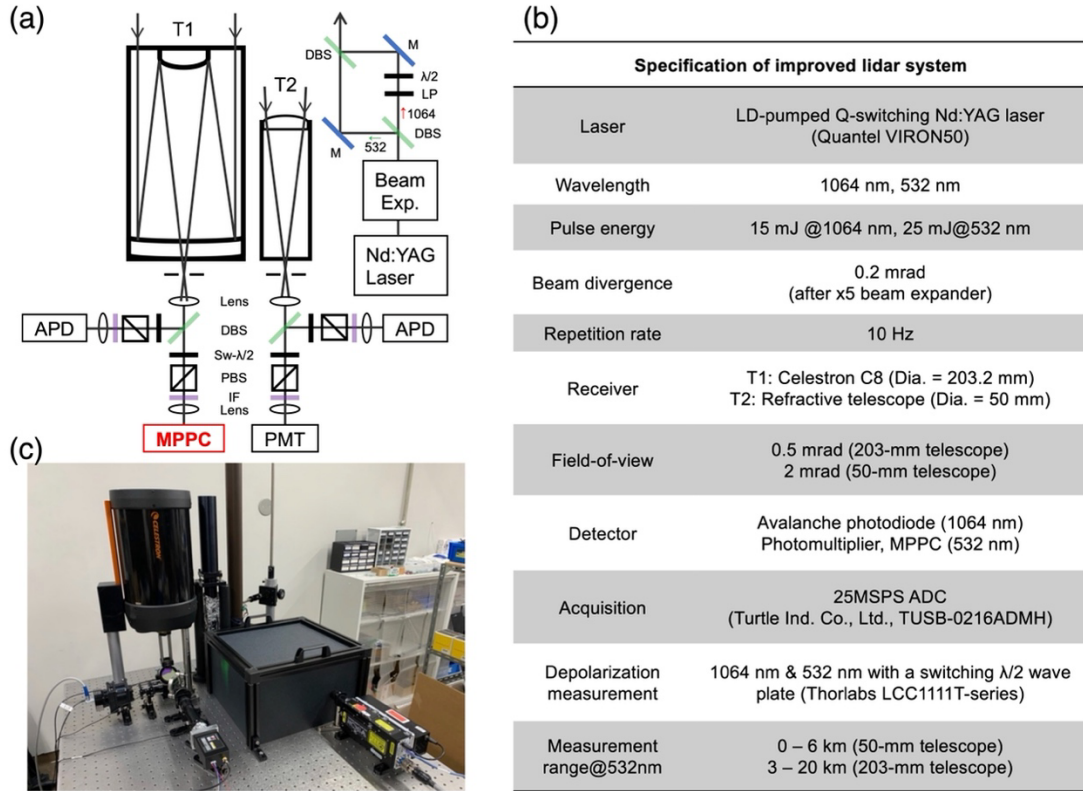 (a)
T1
T2
DBS
M
λ/2
LP
↑1064
DBS
←
532
M
Beam
Exp.
Nd:YAG
Laser
Lens
APD
DBS
APD
Sw-λ/2
PBS
IF
Lens
MPPC
PMT
(b)
Specification of improved lidar system
Laser
LD-pumped Q-switching Nd:YAG laser
(Quantel VIRON50)
Wavelength
1064 nm, 532 nm
Pulse energy
15 mJ @1064 nm, 25 mJ@532 nm
Beam divergence
0.2 mrad
(after x5 beam expander)
Repetition rate
10 Hz
Receiver
T1: Celestron C8 (Dia. = 203.2 mm)
T2: Refractive telescope (Dia. = 50 mm)
Field-of-view
0.5 mrad (203-mm telescope)
2 mrad (50-mm telescope)
Detector
Avalanche photodiode (1064 nm)
Photomultiplier, MPPC (532 nm)
Acquisition
25MSPS ADC
(Turtle Ind. Co., Ltd., TUSB-0216ADMH)
Depolarization
measurement
1064 nm & 532 nm with a switching λ/2 wave
plate (Thorlabs LCC1111T-series)
Measurement
range@532nm
0 – 6 km (50-mm telescope)
3 – 20 km (203-mm telescope)
(c)
CELESTRON